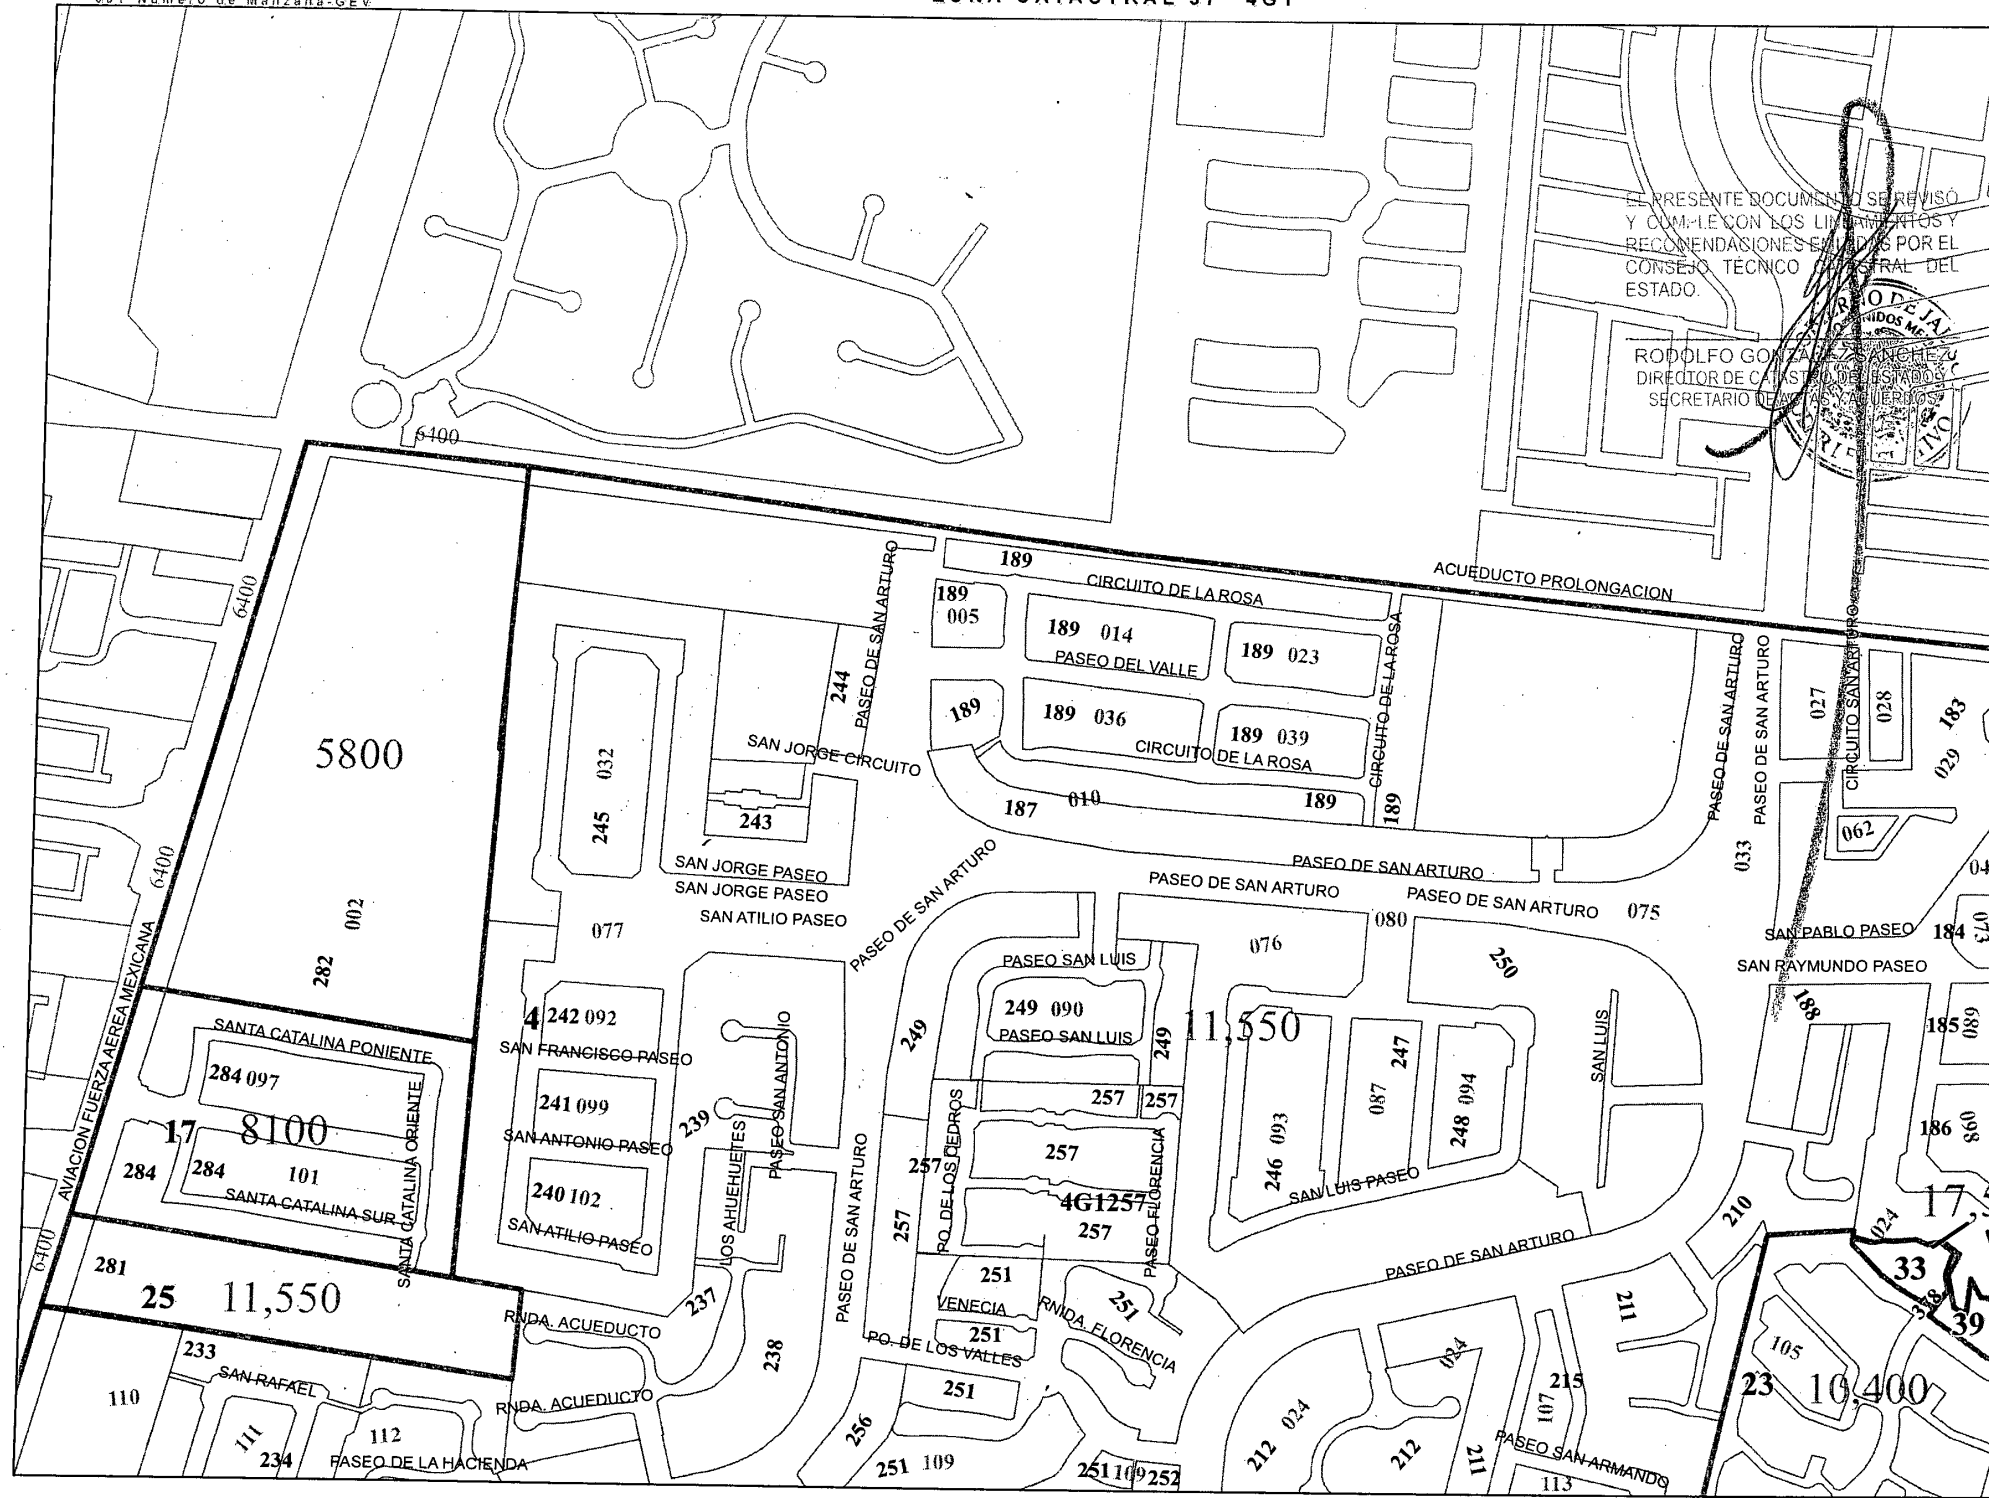 EL PRESENTE DOCUMENTO SE REVISÓ
Y CUMPLE CON LOS LINEAMIENTOS Y
RECOMENDACIONES EMITIDAS POR EL
CONSEJO TÉCNICO CATASTRAL DEL
ESTADO.
RODOLFO GONZALEZ SANCHEZ
DIRECTOR DE CATASTRO DEL ESTADO
SECRETARIO DE ACTAS Y ACUERDOS
6400
189
ACUEDUCTO PROLONGACION
CIRCUITO DE LA ROSA
6400
189
005
189 014
PASEO DEL VALLE
189 023
CIRCUITO DE LA ROSA
PASEO DE SAN ARTURO
244
PASEO DE SAN ARTURO
PASEO DE SAN ARTURO
CIRCUITO SAN ARTURO
027
028
183
029
5800
032
245
189
189 036
189 039
CIRCUITO DE LA ROSA
SAN JORGE CIRCUITO
243
187
010
189
189
062
033
6400
SAN JORGE PASEO
SAN JORGE PASEO
SAN ATILIO PASEO
PASEO DE SAN ARTURO
PASEO DE SAN ARTURO
PASEO DE SAN ARTURO
PASEO DE SAN ARTURO
080
075
002
282
077
076
250
SAN PABLO PASEO
184
073
SAN RAYMUNDO PASEO
188
AVIACION FUERZA AEREA MEXICANA
PASEO SAN LUIS
249 090
PASEO SAN LUIS
249
249
11,550
4
242 092
SAN FRANCISCO PASEO
SANTA CATALINA PONIENTE
284 097
17
8100
284
284
101
SANTA CATALINA SUR
SANTA CATALINA ORIENTE
241 099
SAN ANTONIO PASEO
239
PASEO SAN ANTONIO
LOS AHUEHUETES
240 102
SAN ATILIO PASEO
PASEO DE SAN ARTURO
257
257
257
257
PO. DE LOS CEDROS
4G1257
257
257
PASEO FLORENCIA
246 093
087
247
248 094
SAN LUIS
SAN LUIS PASEO
185
089
186
098
210
024
33
378
39
6400
281
25
11,550
RNDA. ACUEDUCTO
237
238
251
VENECIA
251
RNDA. FLORENCIA
251
PO. DE LOS VALLES
PASEO DE SAN ARTURO
211
024
105
23
10,400
110
233
SAN RAFAEL
111
234
112
PASEO DE LA HACIENDA
RNDA. ACUEDUCTO
256
251
251 109
251 109 252
212
024
212
211
107
215
PASEO SAN ARMANDO
113